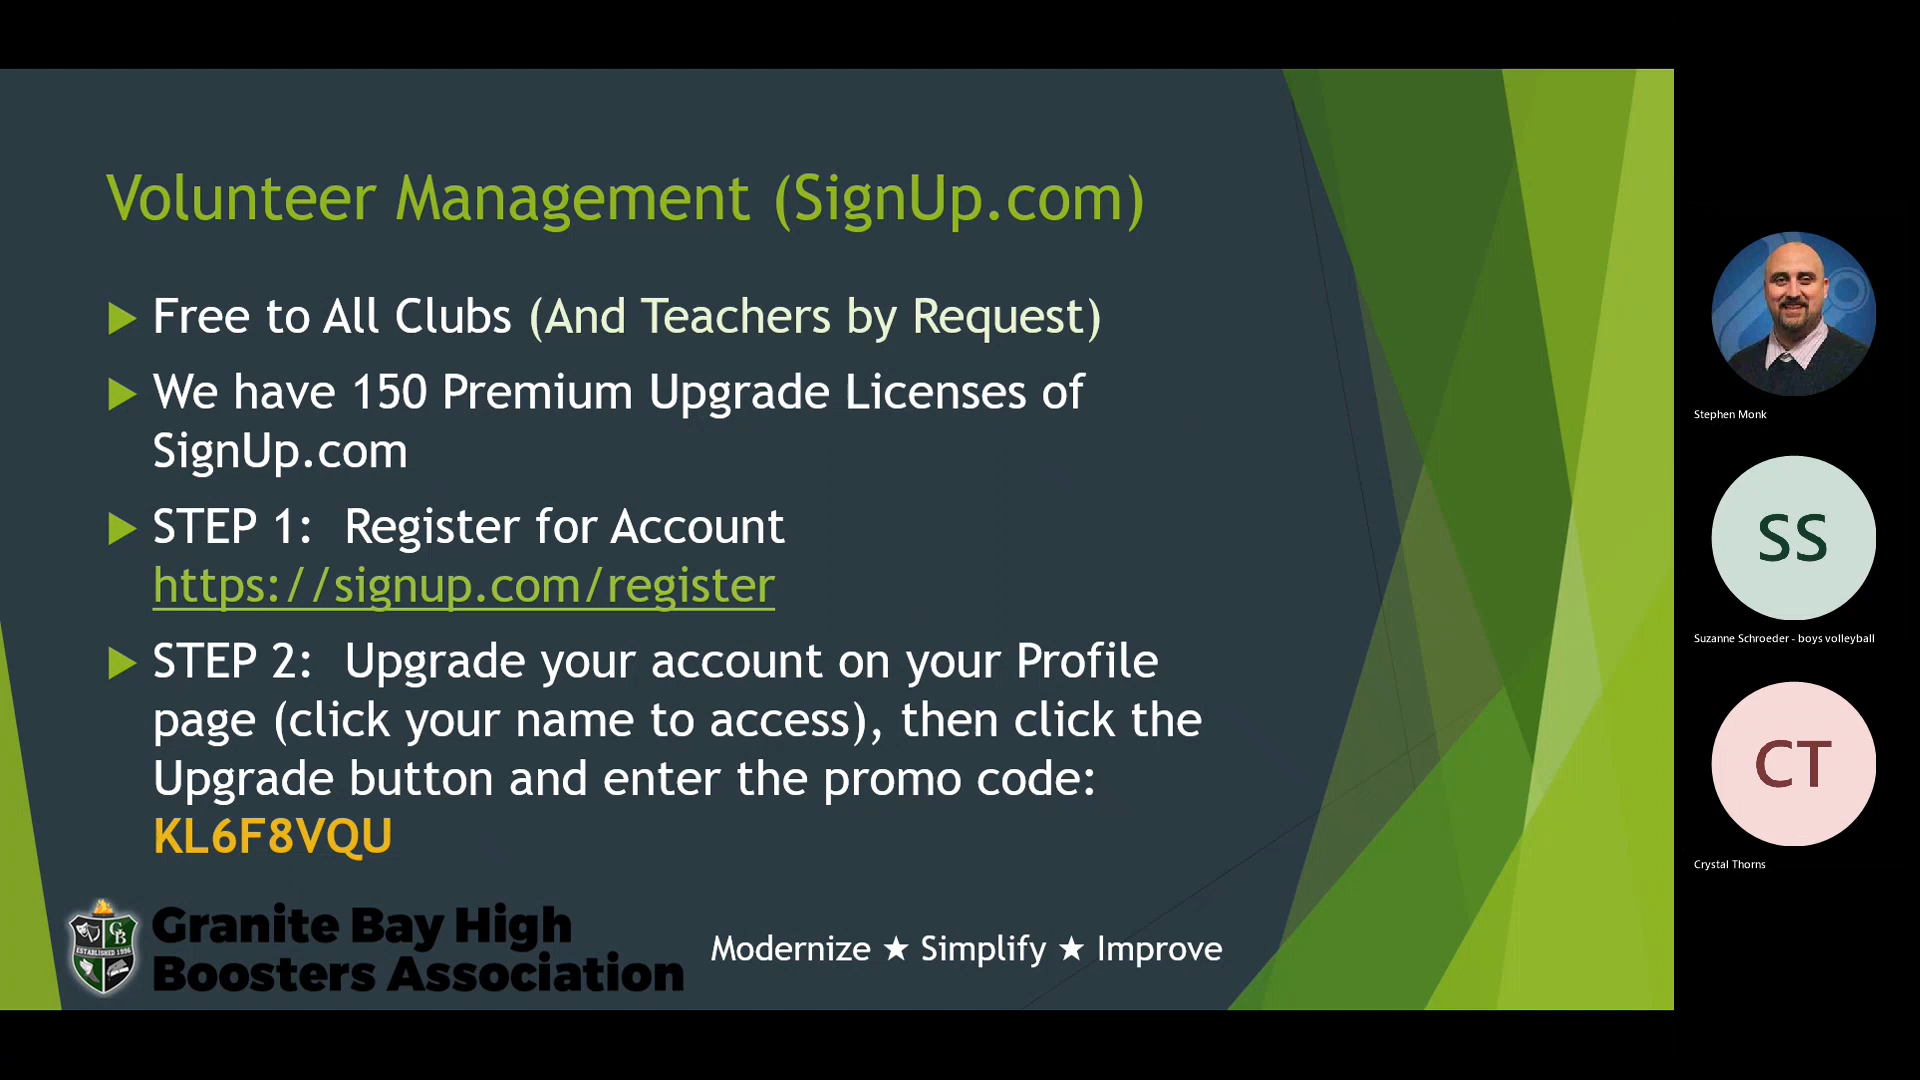 Volunteer Management (SignUp.com)
Free to All Clubs (And Teachers by Request)
We have 150 Premium Upgrade Licenses of
SignUp.com
STEP 1: Register for Account
https://signup.com/register
STEP 2: Upgrade your account on your Profile
page (click your name to access), then click the
Upgrade button and enter the promo code:
KL6F8VQU
GB
ESTABLISHED 1996
Granite Bay High
Boosters Association
Modernize ★ Simplify ★ Improve
Stephen Monk
SS
Suzanne Schroeder - boys volleyball
CT
Crystal Thorns